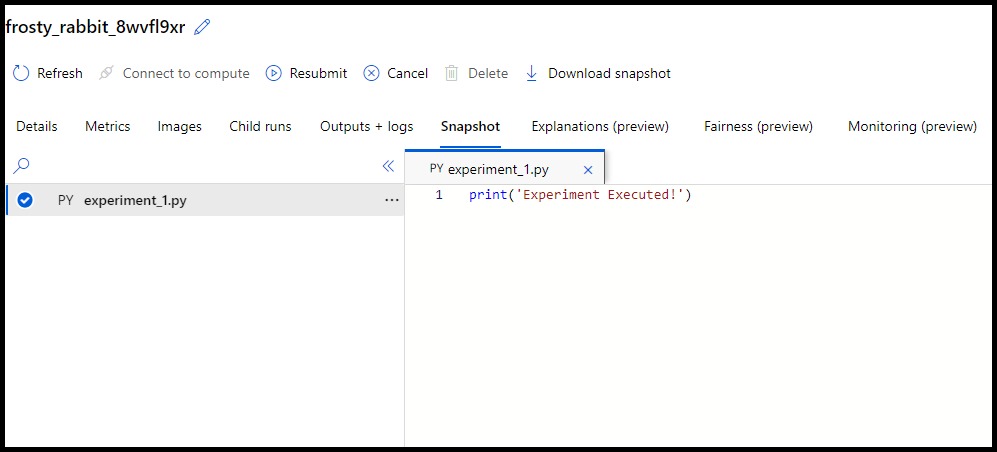 frosty_rabbit_8wvfl9xr
Refresh Connect to compute Resubmit Cancel Delete Download snapshot
Details Metrics Images Child runs Outputs + logs Snapshot Explanations (preview) Fairness (preview) Monitoring (preview)
PY experiment_1.py
PY experiment_1.py ...
1 print('Experiment Executed!')